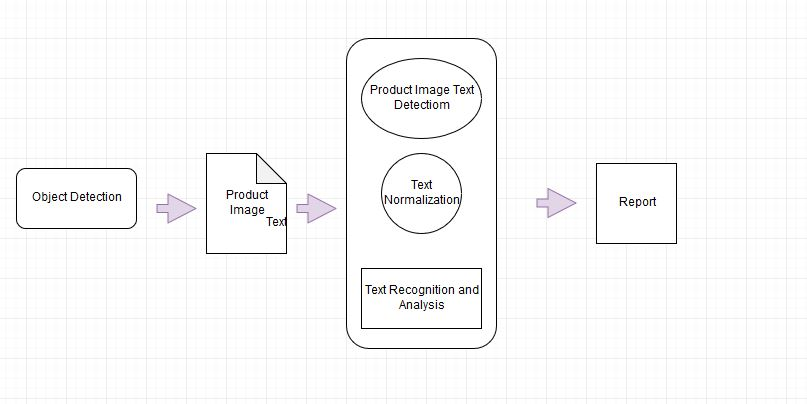 Object Detection
Product
Image
Text
Product Image Text
Detectiom
Text
Normalization
Text Recognition and
Analysis
Report